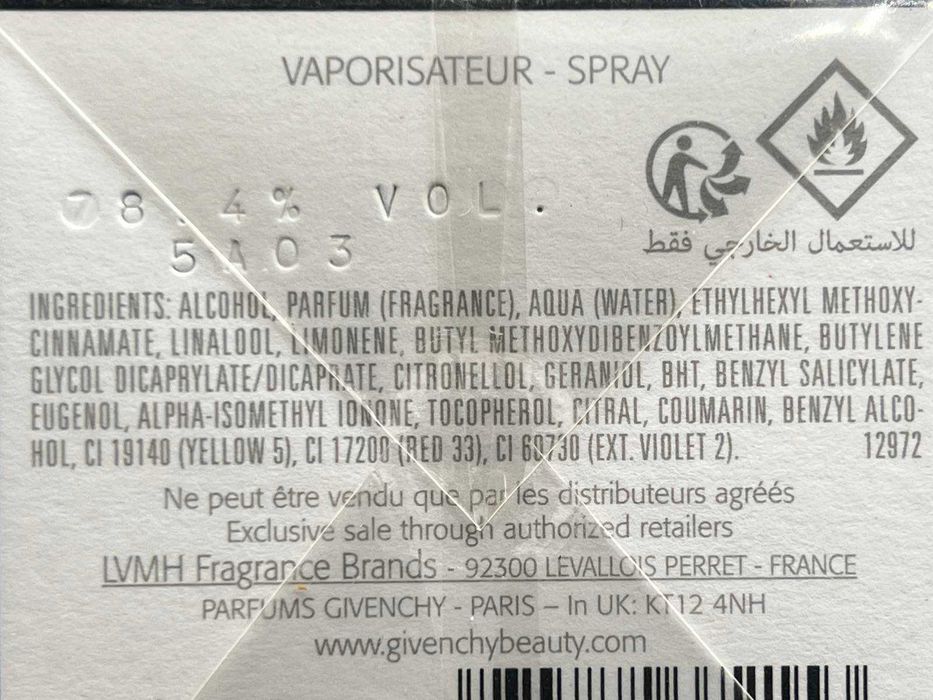 VAPORISATEUR - SPRAY
78.4% VOL.
5A03
للاستعمال الخارجي فقط
INGREDIENTS: ALCOHOL, PARFUM (FRAGRANCE), AQUA (WATER), ETHYLHEXYL METHOXY-
CINNAMATE, LINALOOL, LIMONENE, BUTYL METHOXYDIBENZOYLMETHANE, BUTYLENE
GLYCOL DICAPRYLATE/DICAPRATE, CITRONELLOL, GERANIOL, BHT, BENZYL SALICYLATE,
EUGENOL, ALPHA-ISOMETHYL IONONE, TOCOPHEROL, CITRAL, COUMARIN, BENZYL ALCO-
HOL, CI 19140 (YELLOW 5), CI 17200 (RED 33), CI 60730 (EXT. VIOLET 2). 12972
Ne peut être vendu que par les distributeurs agréés
Exclusive sale through authorized retailers
LVMH Fragrance Brands - 92300 LEVALLOIS PERRET - FRANCE
PARFUMS GIVENCHY - PARIS – In UK: KT12 4NH
www.givenchybeauty.com